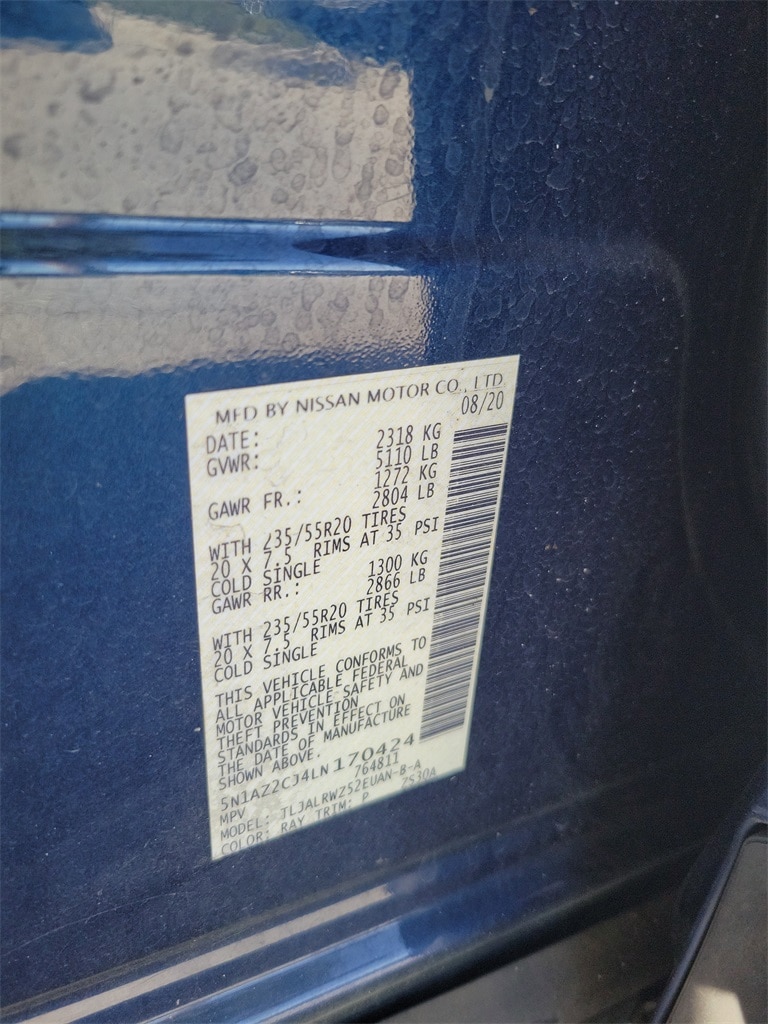 MFD BY NISSAN MOTOR CO., LTD
DATE: 08/20
GVWR: 2318 KG
5110 LB
1272 KG
GAWR FR.: 2804 LB
WITH 235/55R20 TIRES
20 X 7.5 RIMS AT 35 PSI
COLD SINGLE
1300 KG
GAWR RR.: 2866 LB
WITH 235/55R20 TIRES
20 X 7.5 RIMS AT 35 PSI
COLD SINGLE
THIS VEHICLE CONFORMS TO
ALL APPLICABLE FEDERAL
MOTOR VEHICLE SAFETY AND
THEFT PREVENTION
STANDARDS IN EFFECT ON
THE DATE OF MANUFACTURE
SHOWN ABOVE.
5N1AZ2CJ4LN170424
MPV 764811
MODEL: TLJALRWZ52EUAN-B-A
COLOR: RAY TRIM: P 7530A